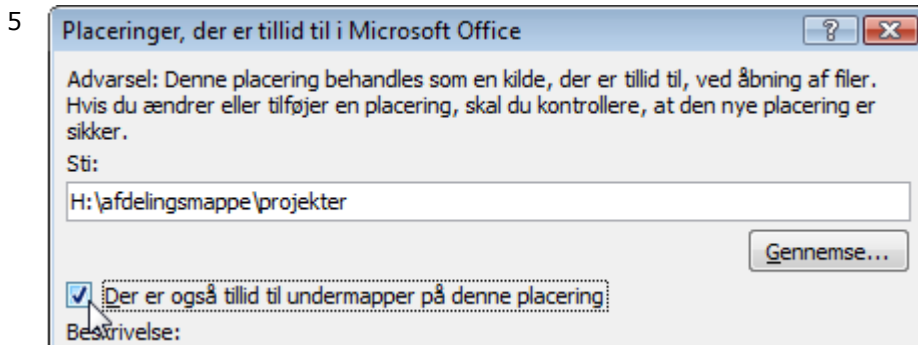 5
Placeringer, der er tillid til i Microsoft Office
Advarsel: Denne placering behandles som en kilde, der er tillid til, ved åbning af filer.
Hvis du ændrer eller tilføjer en placering, skal du kontrollere, at den nye placering er
sikker.
Sti:
H:\afdelingsmappe\projekter
Gennemse...
Der er også tillid til undermapper på denne placering
Beskrivelse: